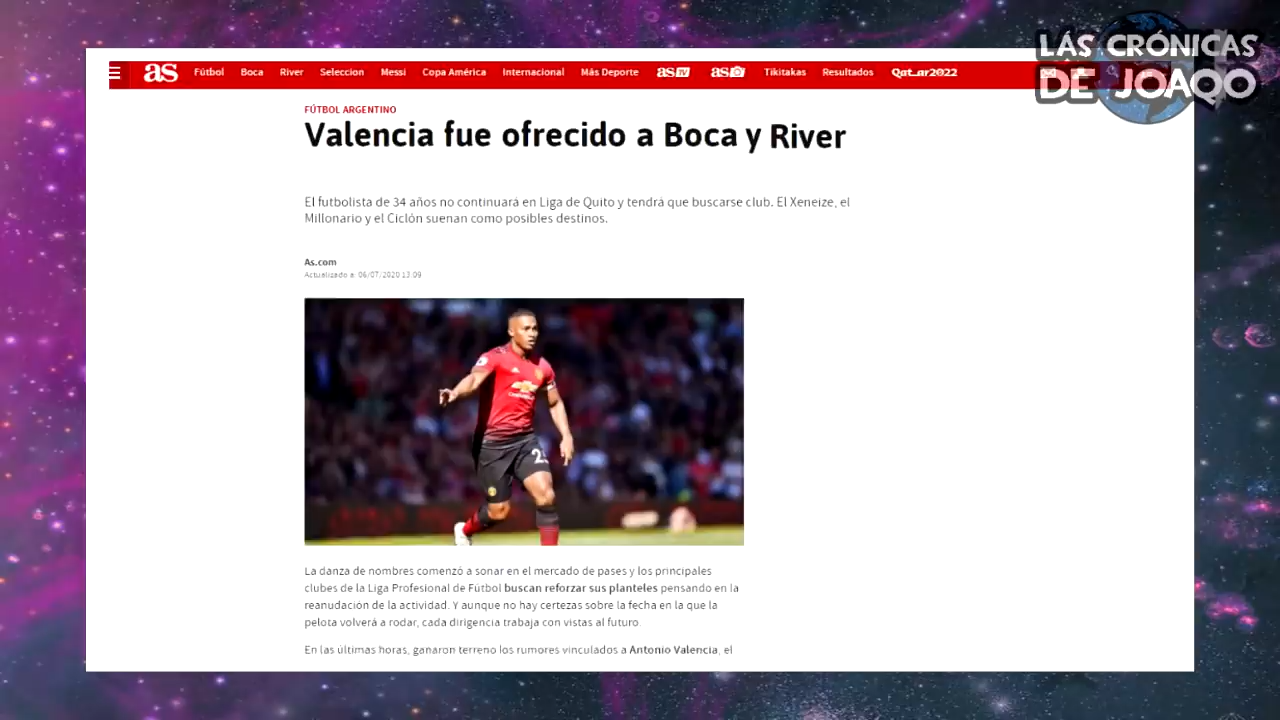 LAS CRÓNICAS
DE JOAQO
as Fútbol Boca River Seleccion Messi Copa América Internacional Más Deporte as TV as Tikitakas Resultados Qat_ar2022
FÚTBOL ARGENTINO
Valencia fue ofrecido a Boca y River
El futbolista de 34 años no continuará en Liga de Quito y tendrá que buscarse club. El Xeneize, el
Millonario y el Ciclón suenan como posibles destinos.
As.com
Actualizado a: 06/07/2020 13:09
La danza de nombres comenzó a sonar en el mercado de pases y los principales
clubes de la Liga Profesional de Fútbol buscan reforzar sus planteles pensando en la
reanudación de la actividad. Y aunque no hay certezas sobre la fecha en la que la
pelota volverá a rodar, cada dirigencia trabaja con vistas al futuro.
En las últimas horas, ganaron terreno los rumores vinculados a Antonio Valencia, el